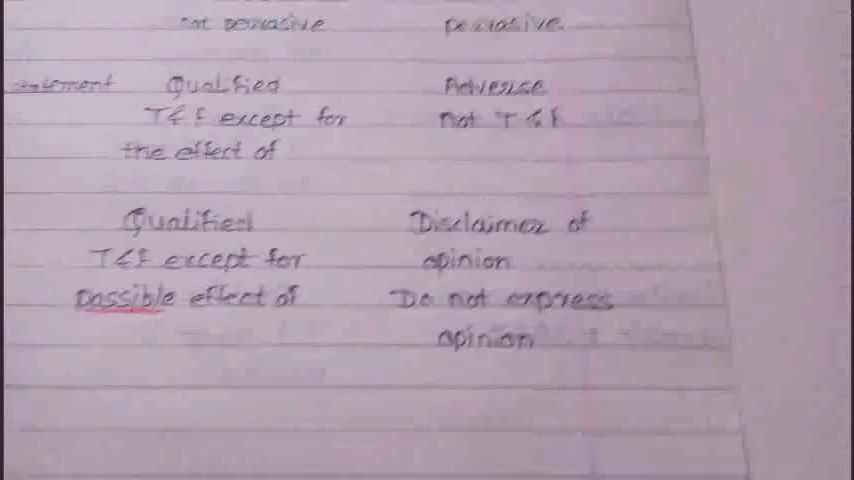 not pervasive pervasive.
statement Qualified Adverse
T&F except for not T&F
the effect of
Qualified Disclaimer of
T&F except for opinion
possible effect of Do not express
opinion